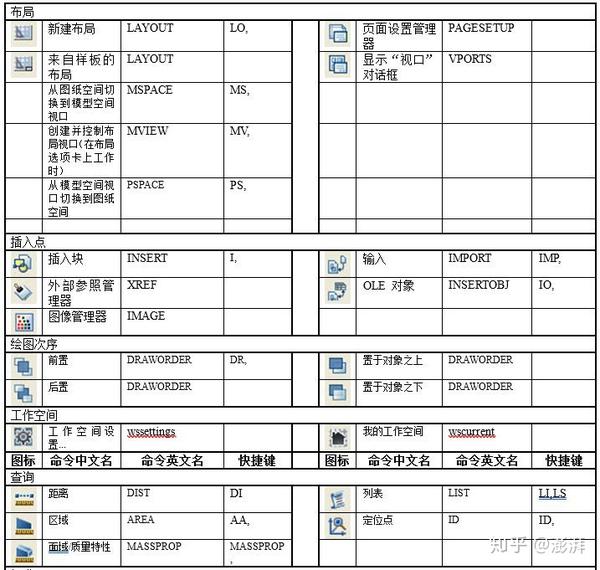 布局
新建布局 LAYOUT LO, 页面设置管理
器 PAGESETUP
来自样板的
布局 LAYOUT 显示“视口”
对话框 VPORTS
从图纸空间切
换到模型空间
视口 MSPACE MS,
创建并控制布
局视口(在布局
选项卡上工作
时) MVIEW MV,
从模型空间视
口切换到图纸
空间 PSPACE PS,
插入点
插入块 INSERT I, 输入 IMPORT IMP,
外部参照管
理器 XREF OLE 对象 INSERTOBJ IO,
图像管理器 IMAGE
绘图次序
前置 DRAWORDER DR, 置于对象之上 DRAWORDER
后置 DRAWORDER 置于对象之下 DRAWORDER
工作空间
工作空间设
置... wssettings 我的工作空间 wscurrent
图标 命令中文名 命令英文名 快捷键 图标 命令中文名 命令英文名 快捷键
查询
距离 DIST DI 列表 LIST LI,LS
区域 AREA AA, 定位点 ID ID,
面域/质量特性 MASSPROP MASSPROP
,
知乎 @澎湃